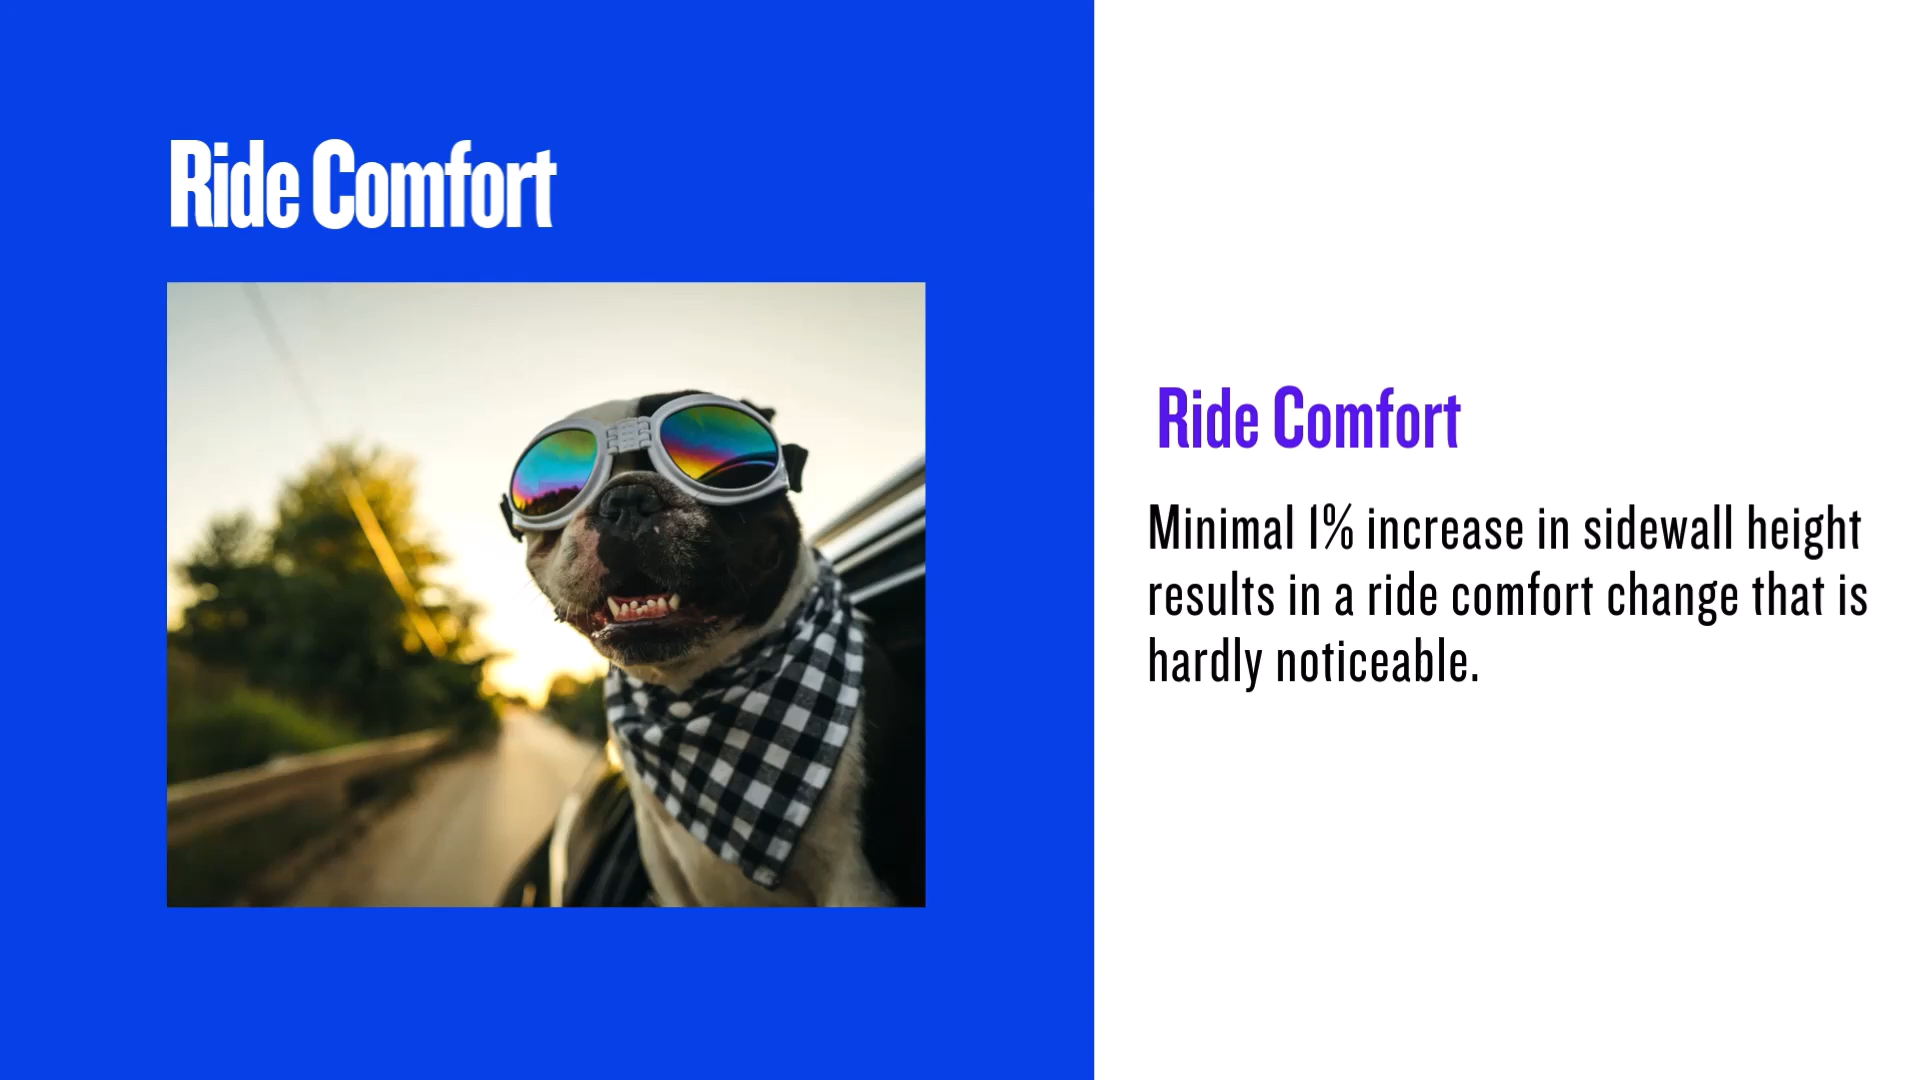 Ride Comfort
Ride Comfort
Minimal 1% increase in sidewall height
results in a ride comfort change that is
hardly noticeable.